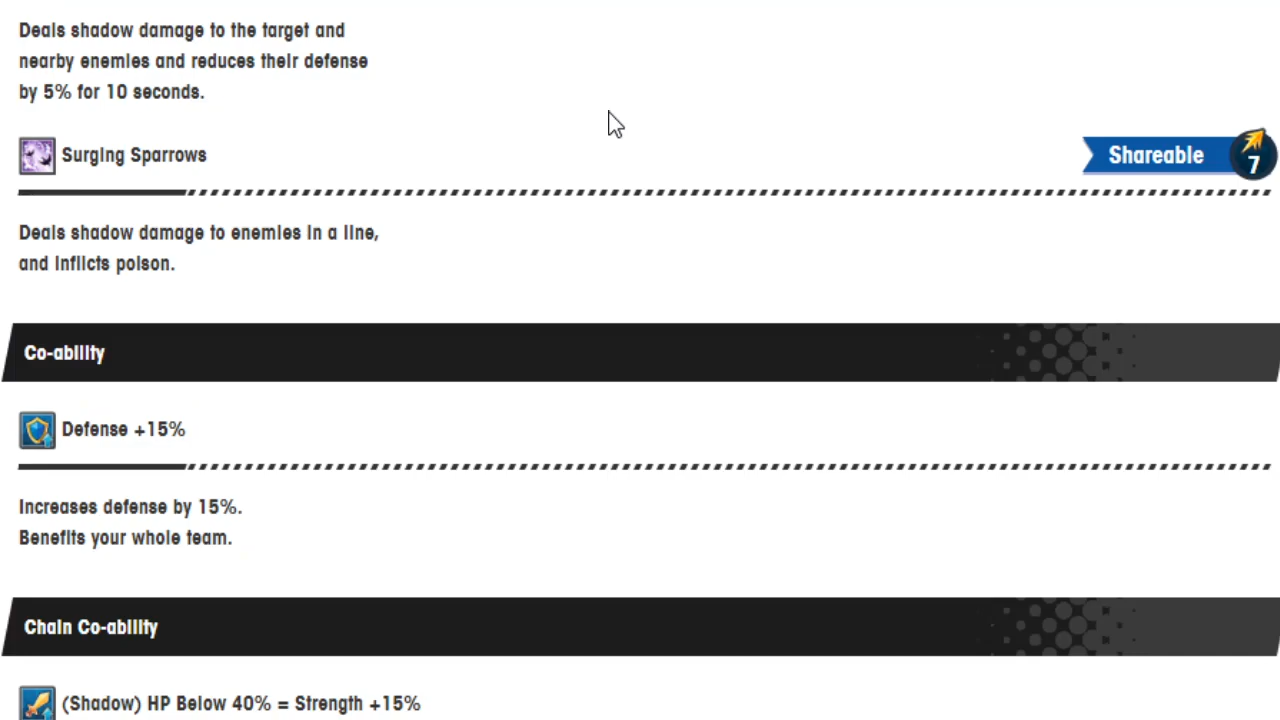 Deals shadow damage to the target and
nearby enemies and reduces their defense
by 5% for 10 seconds.
Surging Sparrows
Shareable
7
Deals shadow damage to enemies in a line,
and inflicts poison.
Co-ability
Defense +15%
Increases defense by 15%.
Benefits your whole team.
Chain Co-ability
(Shadow) HP Below 40% = Strength +15%